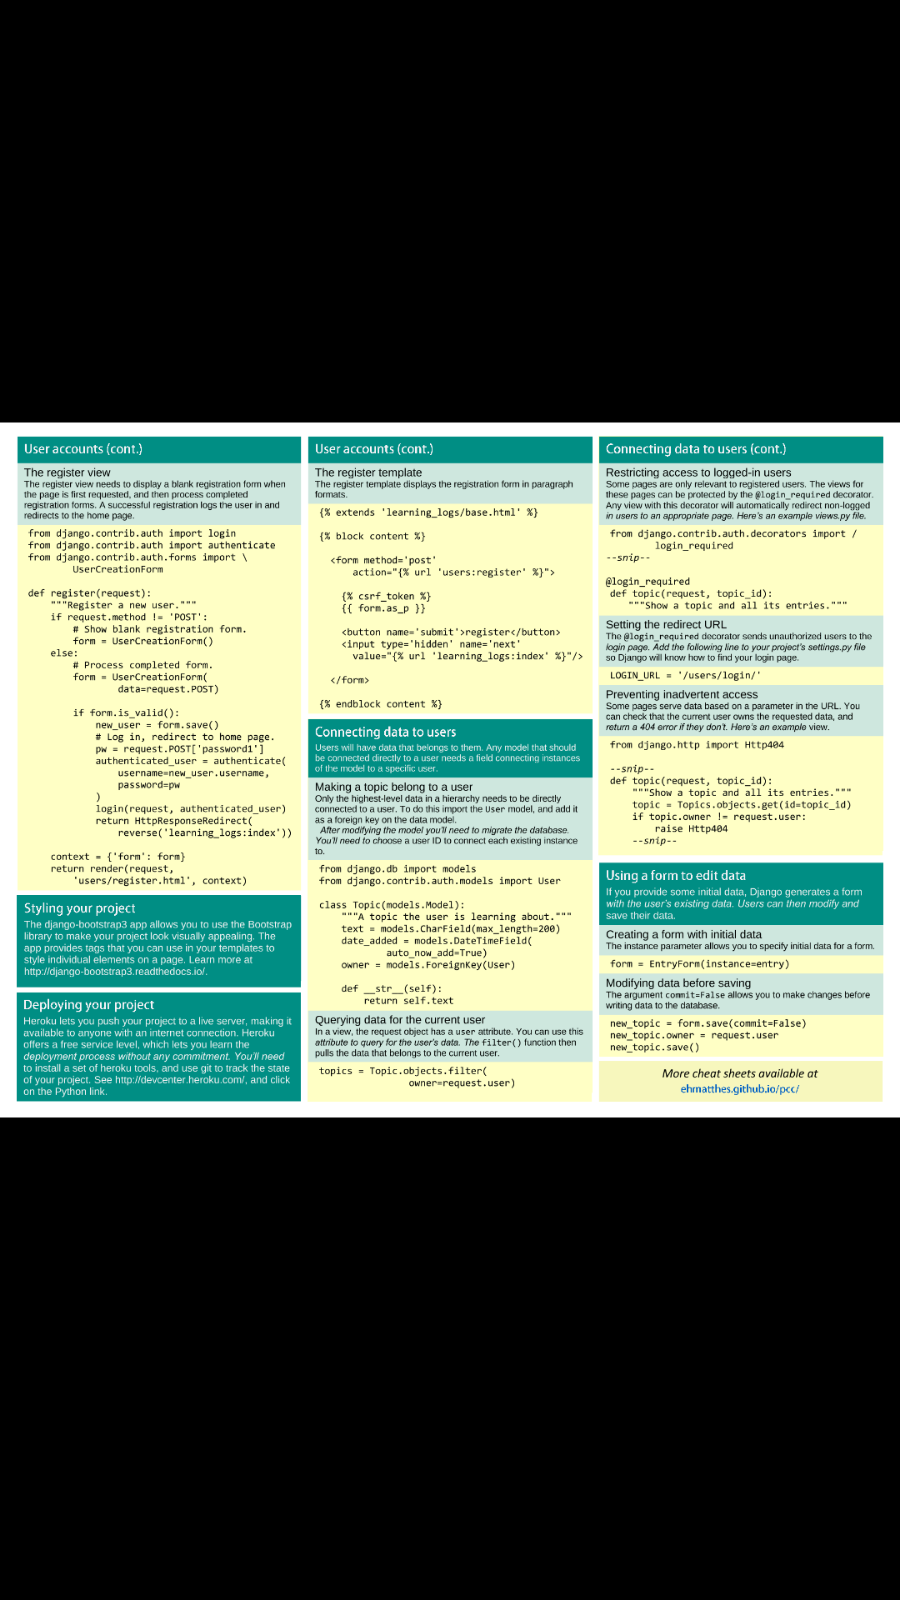 User accounts (cont.)
The register view
The register view needs to display a blank registration form when
the page is first requested, and then process completed
registration forms. A successful registration logs the user in and
redirects to the home page.
from django.contrib.auth import login
from django.contrib.auth import authenticate
from django.contrib.auth.forms import \
        UserCreationForm
def register(request):
    """Register a new user."""
    if request.method != 'POST':
        # Show blank registration form.
        form = UserCreationForm()
    else:
        # Process completed form.
        form = UserCreationForm(
                data=request.POST)
        if form.is_valid():
            new_user = form.save()
            # Log in, redirect to home page.
            pw = request.POST['password1']
            authenticated_user = authenticate(
                username=new_user.username,
                password=pw
            )
            login(request, authenticated_user)
            return HttpResponseRedirect(
                reverse('learning_logs:index'))
    context = {'form': form}
    return render(request,
        'users/register.html', context)
Styling your project
The django-bootstrap3 app allows you to use the Bootstrap
library to make your project look visually appealing. The
app provides tags that you can use in your templates to
style individual elements on a page. Learn more at
http://django-bootstrap3.readthedocs.io/.
Deploying your project
Heroku lets you push your project to a live server, making it
available to anyone with an internet connection. Heroku
offers a free service level, which lets you learn the
deployment process without any commitment. You'll need
to install a set of heroku tools, and use git to track the state
of your project. See http://devcenter.heroku.com/, and click
on the Python link.
User accounts (cont.)
The register template
The register template displays the registration form in paragraph
formats.
{% extends 'learning_logs/base.html' %}
{% block content %}
  <form method='post'
      action="{% url 'users:register' %}">
    {% csrf_token %}
    {{ form.as_p }}
    <button name='submit'>register</button>
    <input type='hidden' name='next'
      value="{% url 'learning_logs:index' %}"/>
  </form>
{% endblock content %}
Connecting data to users
Users will have data that belongs to them. Any model that should
be connected directly to a user needs a field connecting instances
of the model to a specific user.
Making a topic belong to a user
Only the highest-level data in a hierarchy needs to be directly
connected to a user. To do this import the User model, and add it
as a foreign key on the data model.
After modifying the model you'll need to migrate the database.
You'll need to choose a user ID to connect each existing instance
to.
from django.db import models
from django.contrib.auth.models import User
class Topic(models.Model):
    """A topic the user is learning about."""
    text = models.CharField(max_length=200)
    date_added = models.DateTimeField(
            auto_now_add=True)
    owner = models.ForeignKey(User)
    def __str__(self):
        return self.text
Querying data for the current user
In a view, the request object has a user attribute. You can use this
attribute to query for the user's data. The filter() function then
pulls the data that belongs to the current user.
topics = Topic.objects.filter(
                owner=request.user)
Connecting data to users (cont.)
Restricting access to logged-in users
Some pages are only relevant to registered users. The views for
these pages can be protected by the @login_required decorator.
Any view with this decorator will automatically redirect non-logged
in users to an appropriate page. Here's an example views.py file.
from django.contrib.auth.decorators import /
        login_required
--snip--
@login_required
def topic(request, topic_id):
    """Show a topic and all its entries."""
Setting the redirect URL
The @login_required decorator sends unauthorized users to the
login page. Add the following line to your project's settings.py file
so Django will know how to find your login page.
LOGIN_URL = '/users/login/'
Preventing inadvertent access
Some pages serve data based on a parameter in the URL. You
can check that the current user owns the requested data, and
return a 404 error if they don't. Here's an example view.
from django.http import Http404
--snip--
def topic(request, topic_id):
    """Show a topic and all its entries."""
    topic = Topics.objects.get(id=topic_id)
    if topic.owner != request.user:
        raise Http404
    --snip--
Using a form to edit data
If you provide some initial data, Django generates a form
with the user's existing data. Users can then modify and
save their data.
Creating a form with initial data
The instance parameter allows you to specify initial data for a form.
form = EntryForm(instance=entry)
Modifying data before saving
The argument commit=False allows you to make changes before
writing data to the database.
new_topic = form.save(commit=False)
new_topic.owner = request.user
new_topic.save()
More cheat sheets available at
ehmatthes.github.io/pcc/